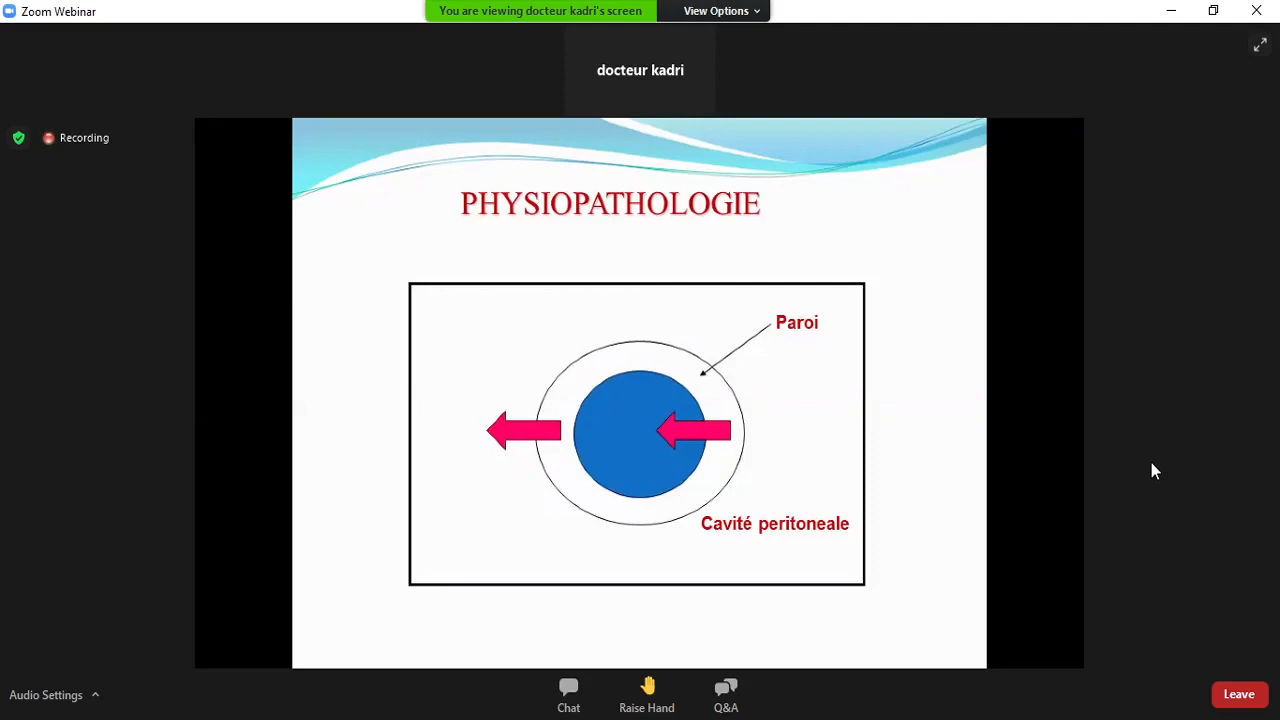 Zoom Webinar
You are viewing docteur kadri's screen
View Options
docteur kadri
Recording
PHYSIOPATHOLOGIE
Paroi
Cavité peritoneale
Audio Settings
Chat
Raise Hand
Q&A
Leave